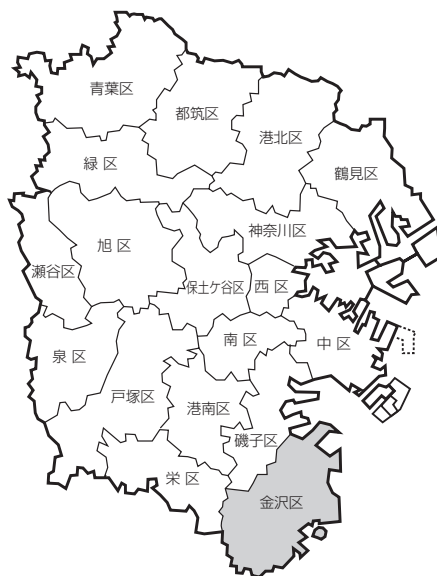 青葉区
都筑区
港北区
緑 区
鶴見区
神奈川区
旭 区
瀬谷区
保土ケ谷区
西 区
南 区
中 区
泉 区
戸塚区
港南区
磯子区
栄 区
金沢区